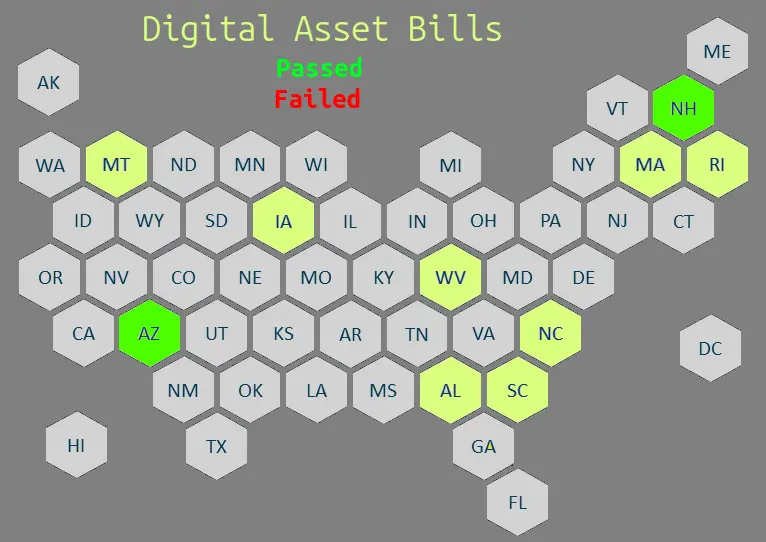 Digital Asset Bills
Passed
Failed
ME
AK
VT NH
WA MT ND MN WI MI NY MA RI
ID WY SD IA IL IN OH PA NJ CT
OR NV CO NE MO KY WV MD DE
CA AZ UT KS AR TN VA NC
DC
NM OK LA MS AL SC
HI TX GA
FL